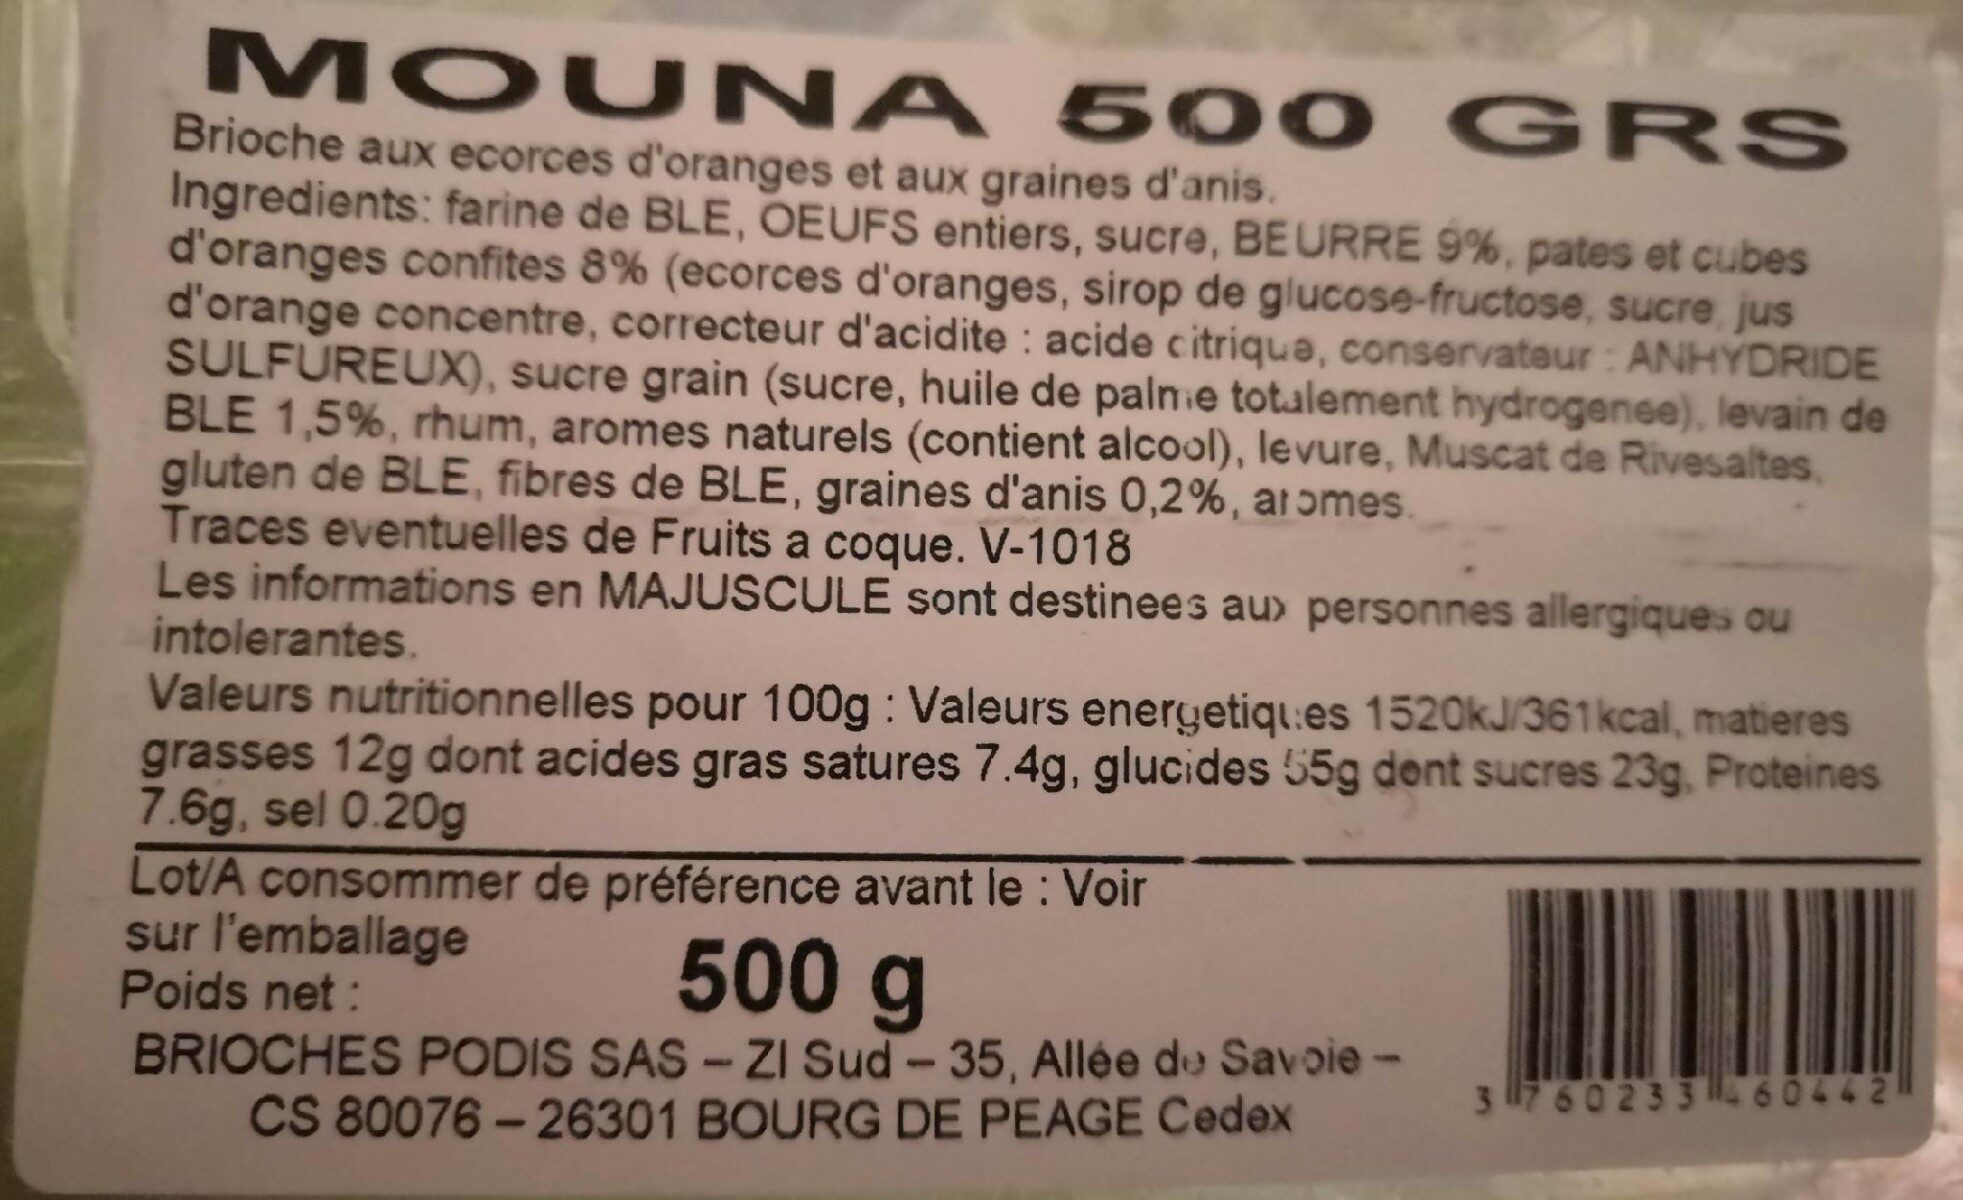 MOUNA 500 GRS
Brioche aux ecorces d'oranges et aux graines d'anis.
Ingredients: farine de BLE, OEUFS entiers, sucre, BEURRE 9%, pates et cubes
d'oranges confites 8% (ecorces d'oranges, sirop de glucose-fructose, sucre, jus
d'orange concentre, correcteur d'acidite : acide citrique, conservateur : ANHYDRIDE
SULFUREUX), sucre grain (sucre, huile de palme totalement hydrogenee), levain de
BLE 1,5%, rhum, aromes naturels (contient alcool), levure, Muscat de Rivesaltes,
gluten de BLE, fibres de BLE, graines d'anis 0,2%, aromes.
Traces eventuelles de Fruits a coque. V-1018
Les informations en MAJUSCULE sont destinees aux personnes allergiques ou
intolerantes.
Valeurs nutritionnelles pour 100g : Valeurs energetiques 1520kJ/361kcal, matieres
grasses 12g dont acides gras satures 7.4g, glucides 55g dont sucres 23g, Proteines
7.6g, sel 0.20g
Lot/A consommer de préférence avant le : Voir
sur l'emballage
Poids net : 500 g
BRIOCHES PODIS SAS – ZI Sud – 35, Allée de Savoie –
CS 80076 – 26301 BOURG DE PEAGE Cedex
3 760233 460442